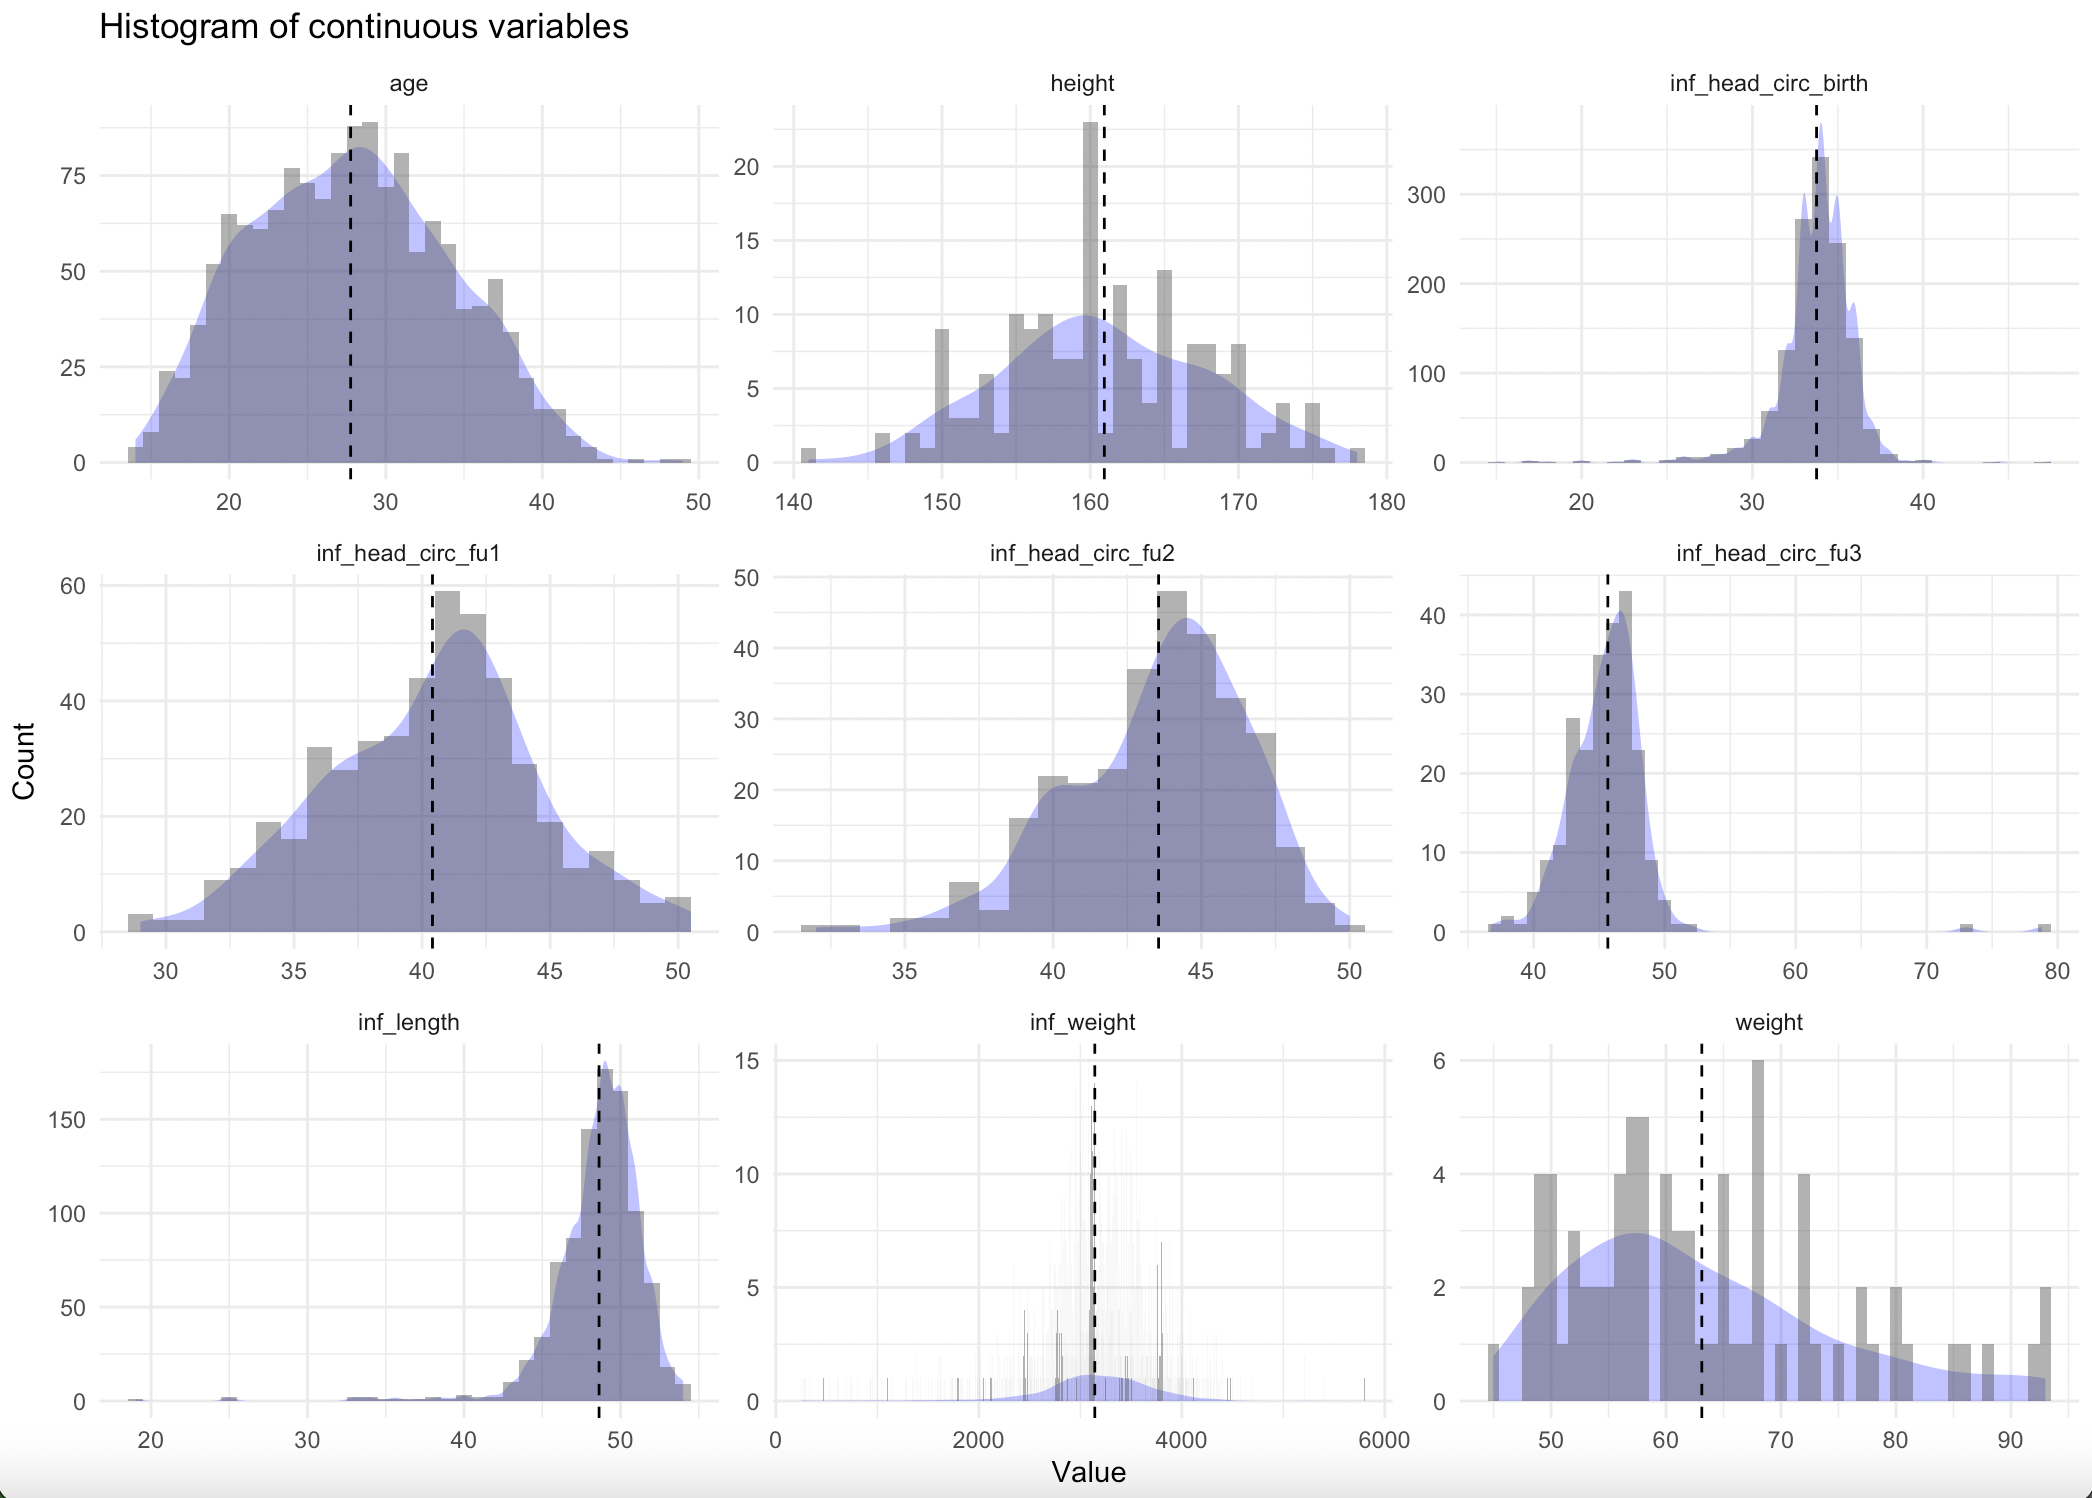 Histogram of continuous variables
age
height
inf_head_circ_birth
75
50
25
0
20
15
10
5
0
300
200
100
0
20 30 40 50
140 150 160 170 180
20 30 40
inf_head_circ_fu1
inf_head_circ_fu2
inf_head_circ_fu3
60
40
20
0
50
40
30
20
10
0
40
30
20
10
0
30 35 40 45 50
35 40 45 50
40 50 60 70 80
Count
inf_length
inf_weight
weight
150
100
50
0
15
10
5
0
6
4
2
0
20 30 40 50
0 2000 4000 6000
50 60 70 80 90
Value